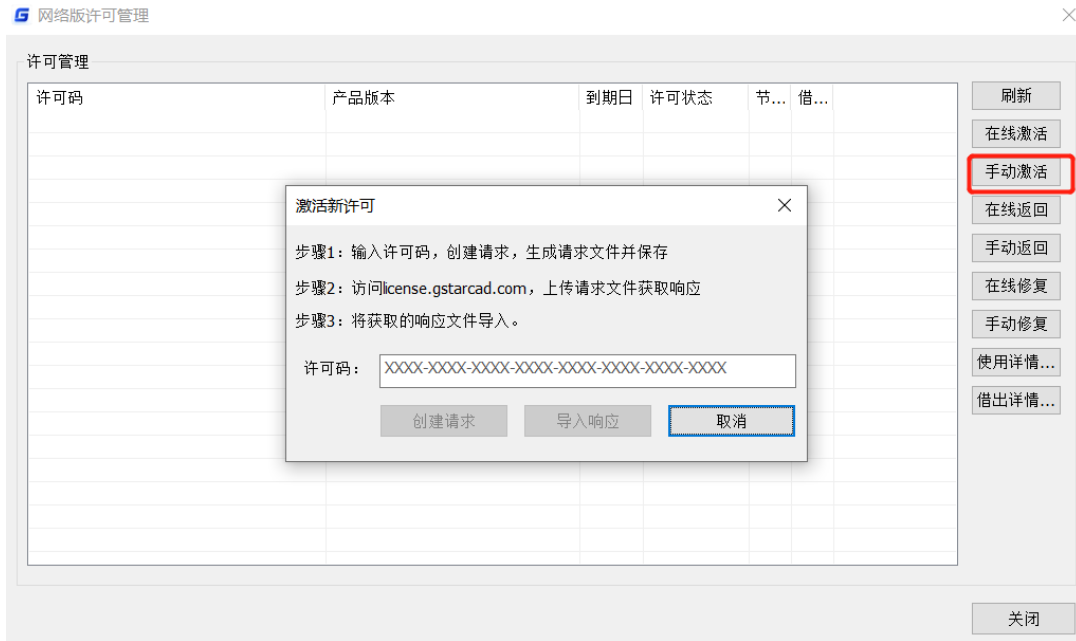 网络版许可管理
许可管理
许可码 产品版本 到期日 许可状态 节... 借...
刷新
在线激活
手动激活
在线返回
手动返回
在线修复
手动修复
使用详情...
借出详情...
激活新许可
步骤1：输入许可码，创建请求，生成请求文件并保存
步骤2：访问license.gstarcad.com，上传请求文件获取响应
步骤3：将获取的响应文件导入。
许可码： XXXX-XXXX-XXXX-XXXX-XXXX-XXXX-XXXX-XXXX
创建请求 导入响应 取消
关闭